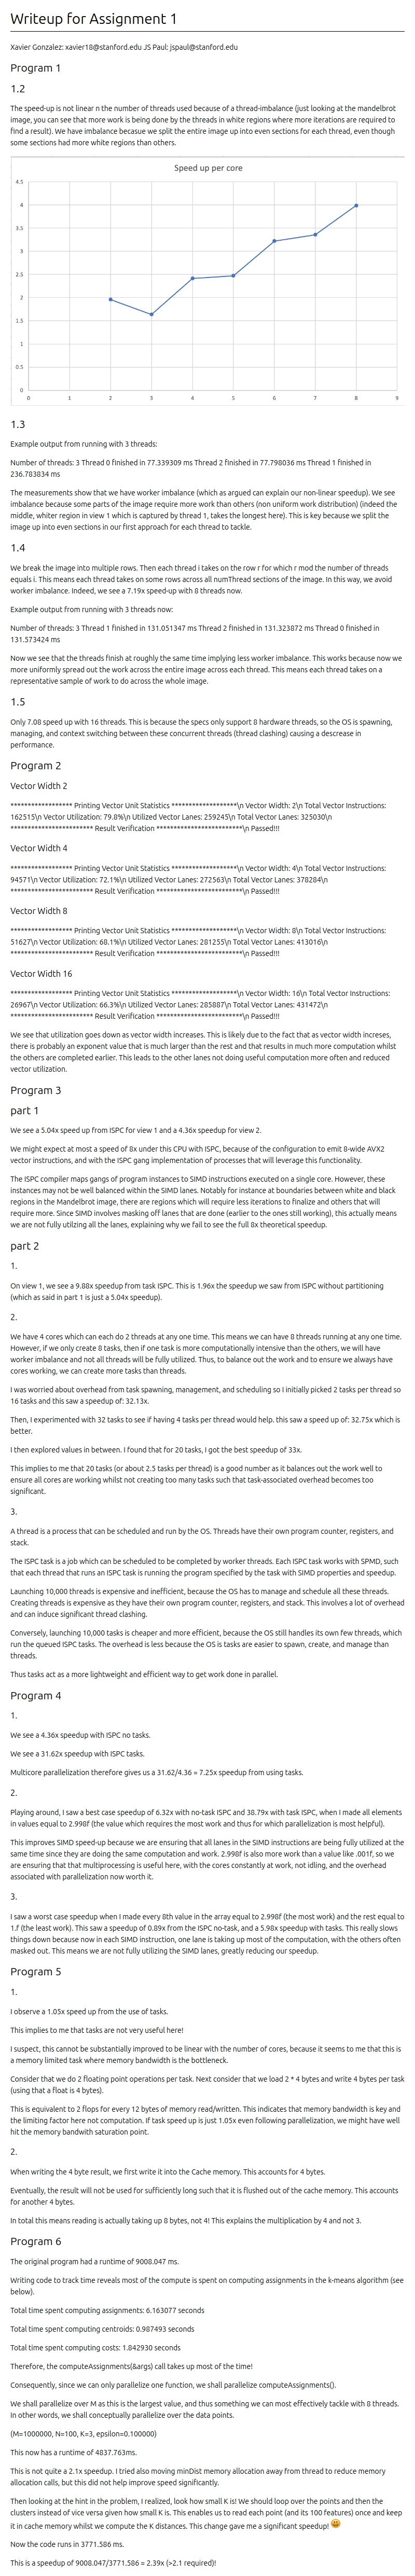 Writeup for Assignment 1
Xavier Gonzalez: xavier18@stanford.edu JS Paul: jspaul@stanford.edu
Program 1
1.2
The speed-up is not linear n the number of threads used because of a thread-imbalance (just looking at the mandelbrot
image, you can see that more work is being done by the threads in white regions where more iterations are required to
find a result). We have imbalance becasue we split the entire image up into even sections for each thread, even though
some sections had more white regions than others.
Speed up per core
4.5
4
3.5
3
2.5
2
1.5
1
0.5
0
0 1 2 3 4 5 6 7 8 9
1.3
Example output from running with 3 threads:
Number of threads: 3 Thread 0 finished in 77.339309 ms Thread 2 finished in 77.798036 ms Thread 1 finished in
236.783834 ms
The measurements show that we have worker imbalance (which as argued can explain our non-linear speedup). We see
imbalance because some parts of the image require more work than others (non uniform work distribution) (indeed the
middle, whiter region in view 1 which is captured by thread 1, takes the longest here). This is key because we split the
image up into even sections in our first approach for each thread to tackle.
1.4
We break the image into multiple rows. Then each thread i takes on the row r for which r mod the number of threads
equals i. This means each thread takes on some rows across all numThread sections of the image. In this way, we avoid
worker imbalance. Indeed, we see a 7.19x speed-up with 8 threads now.
Example output from running with 3 threads now:
Number of threads: 3 Thread 1 finished in 131.051347 ms Thread 2 finished in 131.323872 ms Thread 0 finished in
131.573424 ms
Now we see that the threads finish at roughly the same time implying less worker imbalance. This works because now we
more uniformly spread out the work across the entire image across each thread. This means each thread takes on a
representative sample of work to do across the whole image.
1.5
Only 7.08 speed up with 16 threads. This is because the specs only support 8 hardware threads, so the OS is spawning,
managing, and context switching between these concurrent threads (thread clashing) causing a descrease in
performance.
Program 2
Vector Width 2
****************** Printing Vector Unit Statistics *******************\n Vector Width: 2\n Total Vector Instructions:
162515\n Vector Utilization: 79.8%\n Utilized Vector Lanes: 259245\n Total Vector Lanes: 325030\n
************************ Result Verification *************************\n Passed!!!
Vector Width 4
****************** Printing Vector Unit Statistics *******************\n Vector Width: 4\n Total Vector Instructions:
94571\n Vector Utilization: 72.1%\n Utilized Vector Lanes: 272563\n Total Vector Lanes: 378284\n
************************ Result Verification *************************\n Passed!!!
Vector Width 8
****************** Printing Vector Unit Statistics *******************\n Vector Width: 8\n Total Vector Instructions:
51627\n Vector Utilization: 68.1%\n Utilized Vector Lanes: 281255\n Total Vector Lanes: 413016\n
************************ Result Verification *************************\n Passed!!!
Vector Width 16
****************** Printing Vector Unit Statistics *******************\n Vector Width: 16\n Total Vector Instructions:
26967\n Vector Utilization: 66.3%\n Utilized Vector Lanes: 285887\n Total Vector Lanes: 431472\n
************************ Result Verification *************************\n Passed!!!
We see that utilization goes down as vector width increases. This is likely due to the fact that as vector width increses,
there is probably an exponent value that is much larger than the rest and that results in much more computation whilst
the others are completed earlier. This leads to the other lanes not doing useful computation more often and reduced
vector utilization.
Program 3
part 1
We see a 5.04x speed up from ISPC for view 1 and a 4.36x speedup for view 2.
We might expect at most a speed of 8x under this CPU with ISPC, because of the configuration to emit 8-wide AVX2
vector instructions, and with the ISPC gang implementation of processes that will leverage this functionality.
The ISPC compiler maps gangs of program instances to SIMD instructions executed on a single core. However, these
instances may not be well balanced within the SIMD lanes. Notably for instance at boundaries between white and black
regions in the Mandelbrot image, there are regions which will require less iterations to finalize and others that will
require more. Since SIMD involves masking off lanes that are done (earlier to the ones still working), this actually means
we are not fully utilzing all the lanes, explaining why we fail to see the full 8x theoretical speedup.
part 2
1.
On view 1, we see a 9.88x speedup from task ISPC. This is 1.96x the speedup we saw from ISPC without partitioning
(which as said in part 1 is just a 5.04x speedup).
2.
We have 4 cores which can each do 2 threads at any one time. This means we can have 8 threads running at any one time.
However, if we only create 8 tasks, then if one task is more computationally intensive than the others, we will have
worker imbalance and not all threads will be fully utilized. Thus, to balance out the work and to ensure we always have
cores working, we can create more tasks than threads.
I was worried about overhead from task spawning, management, and scheduling so I initially picked 2 tasks per thread so
16 tasks and this saw a speedup of: 32.13x.
Then, I experimented with 32 tasks to see if having 4 tasks per thread would help. this saw a speed up of: 32.75x which is
better.
I then explored values in between. I found that for 20 tasks, I got the best speedup of 33x.
This implies to me that 20 tasks (or about 2.5 tasks per thread) is a good number as it balances out the work well to
ensure all cores are working whilst not creating too many tasks such that task-associated overhead becomes too
significant.
3.
A thread is a process that can be scheduled and run by the OS. Threads have their own program counter, registers, and
stack.
The ISPC task is a job which can be scheduled to be completed by worker threads. Each ISPC task works with SPMD, such
that each thread that runs an ISPC task is running the program specified by the task with SIMD properties and speedup.
Launching 10,000 threads is expensive and inefficient, because the OS has to manage and schedule all these threads.
Creating threads is expensive as they have their own program counter, registers, and stack. This involves a lot of overhead
and can induce significant thread clashing.
Conversely, launching 10,000 tasks is cheaper and more efficient, because the OS still handles its own few threads, which
run the queued ISPC tasks. The overhead is less because the OS is tasks are easier to spawn, create, and manage than
threads.
Thus tasks act as a more lightweight and efficient way to get work done in parallel.
Program 4
1.
We see a 4.36x speedup with ISPC no tasks.
We see a 31.62x speedup with ISPC tasks.
Multicore parallelization therefore gives us a 31.62/4.36 = 7.25x speedup from using tasks.
2.
Playing around, I saw a best case speedup of 6.32x with no-task ISPC and 38.79x with task ISPC, when I made all elements
in values equal to 2.998f (the value which requires the most work and thus for which parallelization is most helpful).
This improves SIMD speed-up because we are ensuring that all lanes in the SIMD instructions are being fully utilized at the
same time since they are doing the same computation and work. 2.998f is also more work than a value like .001f, so we
are ensuring that that multiprocessing is useful here, with the cores constantly at work, not idling, and the overhead
associated with parallelization now worth it.
3.
I saw a worst case speedup when I made every 8th value in the array equal to 2.998f (the most work) and the rest equal to
1.f (the least work). This saw a speedup of 0.89x from the ISPC no-task, and a 5.98x speedup with tasks. This really slows
things down because now in each SIMD instruction, one lane is taking up most of the computation, with the others often
masked out. This means we are not fully utilizing the SIMD lanes, greatly reducing our speedup.
Program 5
1.
I observe a 1.05x speed up from the use of tasks.
This implies to me that tasks are not very useful here!
I suspect, this cannot be substantially improved to be linear with the number of cores, because it seems to me that this is
a memory limited task where memory bandwidth is the bottleneck.
Consider that we do 2 floating point operations per task. Next consider that we load 2 * 4 bytes and write 4 bytes per task
(using that a float is 4 bytes).
This is equivalent to 2 flops for every 12 bytes of memory read/written. This indicates that memory bandwidth is key and
the limiting factor here not computation. If task speed up is just 1.05x even following parallelization, we might have well
hit the memory bandwith saturation point.
2.
When writing the 4 byte result, we first write it into the Cache memory. This accounts for 4 bytes.
Eventually, the result will not be used for sufficiently long such that it is flushed out of the cache memory. This accounts
for another 4 bytes.
In total this means reading is actually taking up 8 bytes, not 4! This explains the multiplication by 4 and not 3.
Program 6
The original program had a runtime of 9008.047 ms.
Writing code to track time reveals most of the compute is spent on computing assignments in the k-means algorithm (see
below).
Total time spent computing assignments: 6.163077 seconds
Total time spent computing centroids: 0.987493 seconds
Total time spent computing costs: 1.842930 seconds
Therefore, the computeAssignments(&args) call takes up most of the time!
Consequently, since we can only parallelize one function, we shall parallelize computeAssignments().
We shall parallelize over M as this is the largest value, and thus something we can most effectively tackle with 8 threads.
In other words, we shall conceptually parallelize over the data points.
(M=1000000, N=100, K=3, epsilon=0.100000)
This now has a runtime of 4837.763ms.
This is not quite a 2.1x speedup. I tried also moving minDist memory allocation away from thread to reduce memory
allocation calls, but this did not help improve speed significantly.
Then looking at the hint in the problem, I realized, look how small K is! We should loop over the points and then the
clusters instead of vice versa given how small K is. This enables us to read each point (and its 100 features) once and keep
it in cache memory whilst we compute the K distances. This change gave me a significant speedup! 😀
Now the code runs in 3771.586 ms.
This is a speedup of 9008.047/3771.586 = 2.39x (>2.1 required)!